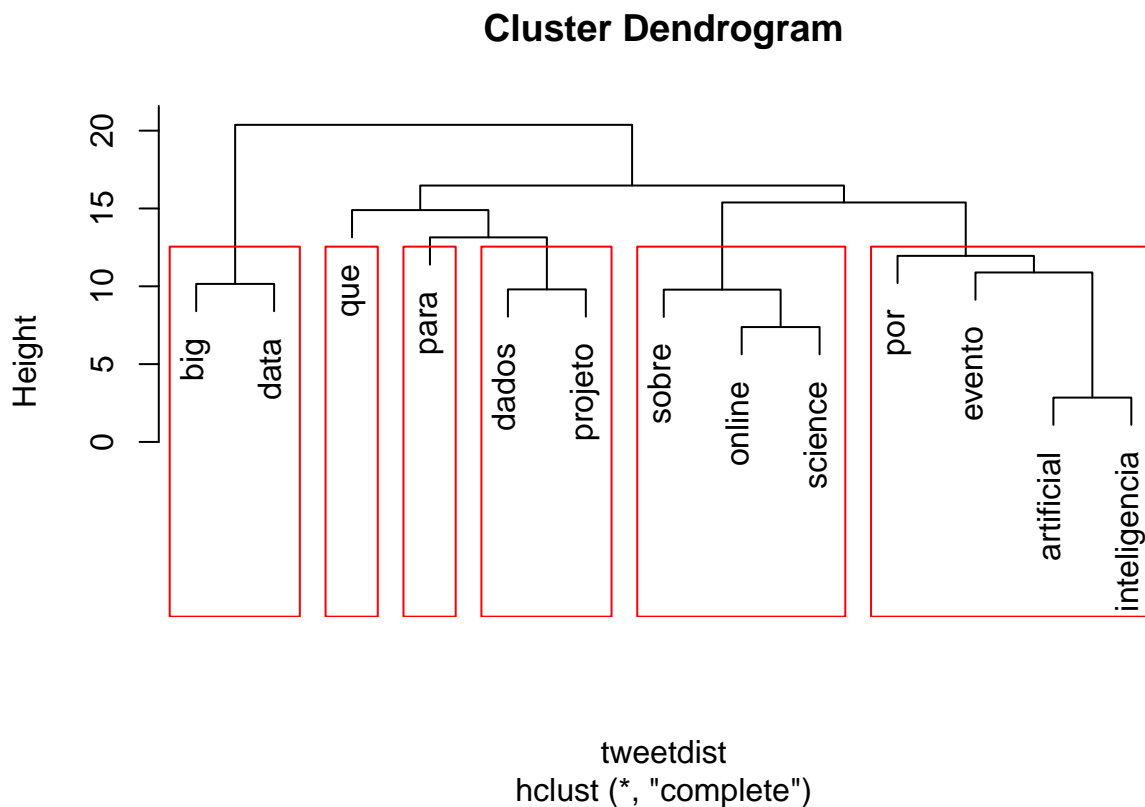 Cluster Dendrogram
Height
0
5
10
15
20
big
data
que
para
dados
projeto
sobre
online
science
por
evento
artificial
inteligencia
tweetdist
hclust (*, "complete")